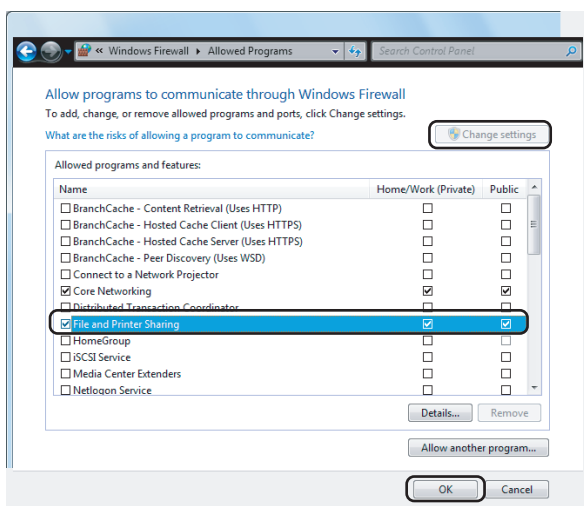 « Windows Firewall ▸ Allowed Programs Search Control Panel
Allow programs to communicate through Windows Firewall
To add, change, or remove allowed programs and ports, click Change settings.
What are the risks of allowing a program to communicate? Change settings
Allowed programs and features:
Name Home/Work (Private) Public
BranchCache - Content Retrieval (Uses HTTP)
BranchCache - Hosted Cache Client (Uses HTTPS)
BranchCache - Hosted Cache Server (Uses HTTPS)
BranchCache - Peer Discovery (Uses WSD)
Connect to a Network Projector
Core Networking
Distributed Transaction Coordinator
File and Printer Sharing
HomeGroup
iSCSI Service
Media Center Extenders
Netlogon Service
Details... Remove
Allow another program...
OK Cancel